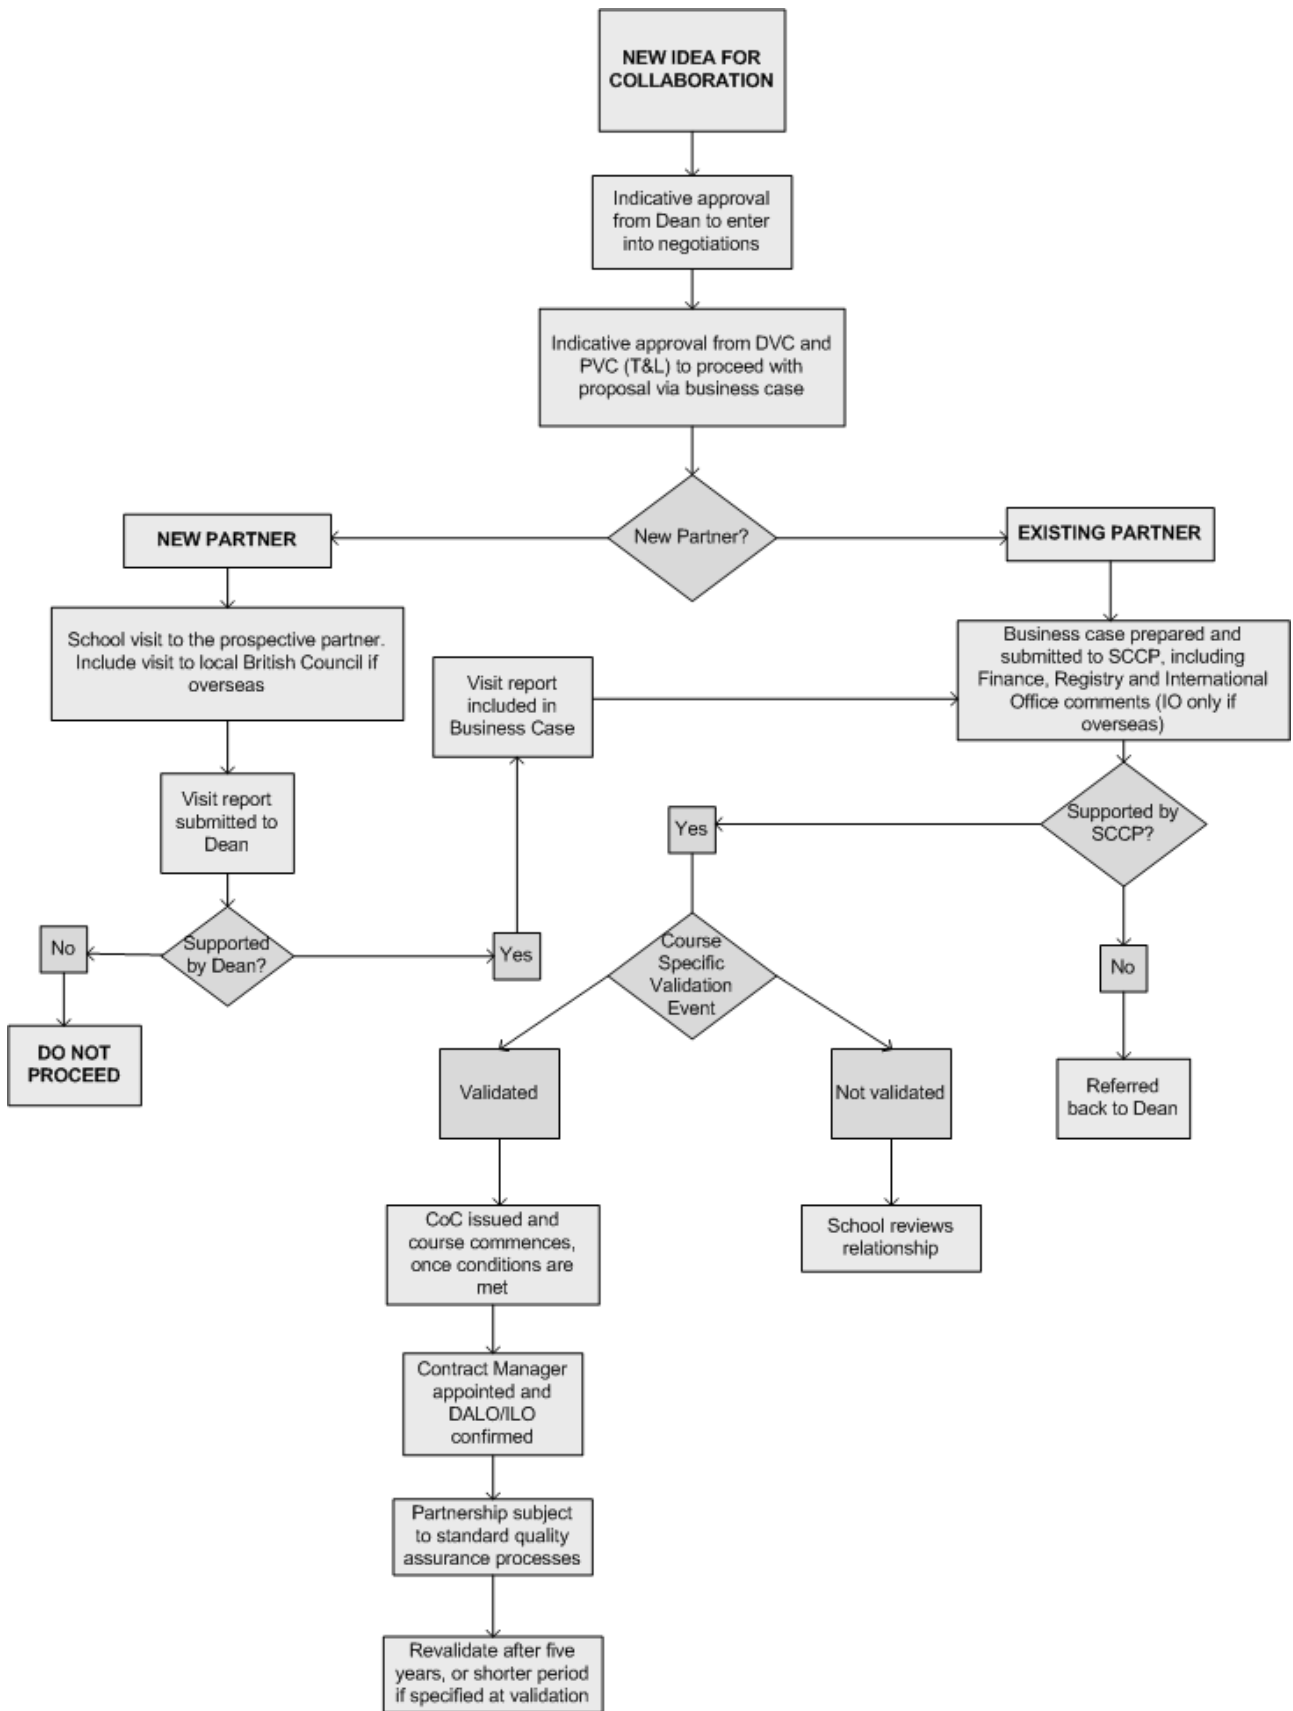 NEW IDEA FOR
COLLABORATION
Indicative approval
from Dean to enter
into negotiations
Indicative approval from DVC and
PVC (T&L) to proceed with
proposal via business case
New Partner?
NEW PARTNER
EXISTING PARTNER
School visit to the prospective partner.
Include visit to local British Council if
overseas
Visit report
included in
Business Case
Business case prepared and
submitted to SCCP, including
Finance, Registry and International
Office comments (IO only if
overseas)
Visit report
submitted to
Dean
Yes
Supported by
SCCP?
No
Supported
by Dean?
Yes
Course
Specific
Validation
Event
No
DO NOT
PROCEED
Validated
Not validated
Referred
back to Dean
CoC issued and
course commences,
once conditions are
met
School reviews
relationship
Contract Manager
appointed and
DALO/ILO
confirmed
Partnership subject
to standard quality
assurance processes
Revalidate after five
years, or shorter period
if specified at validation